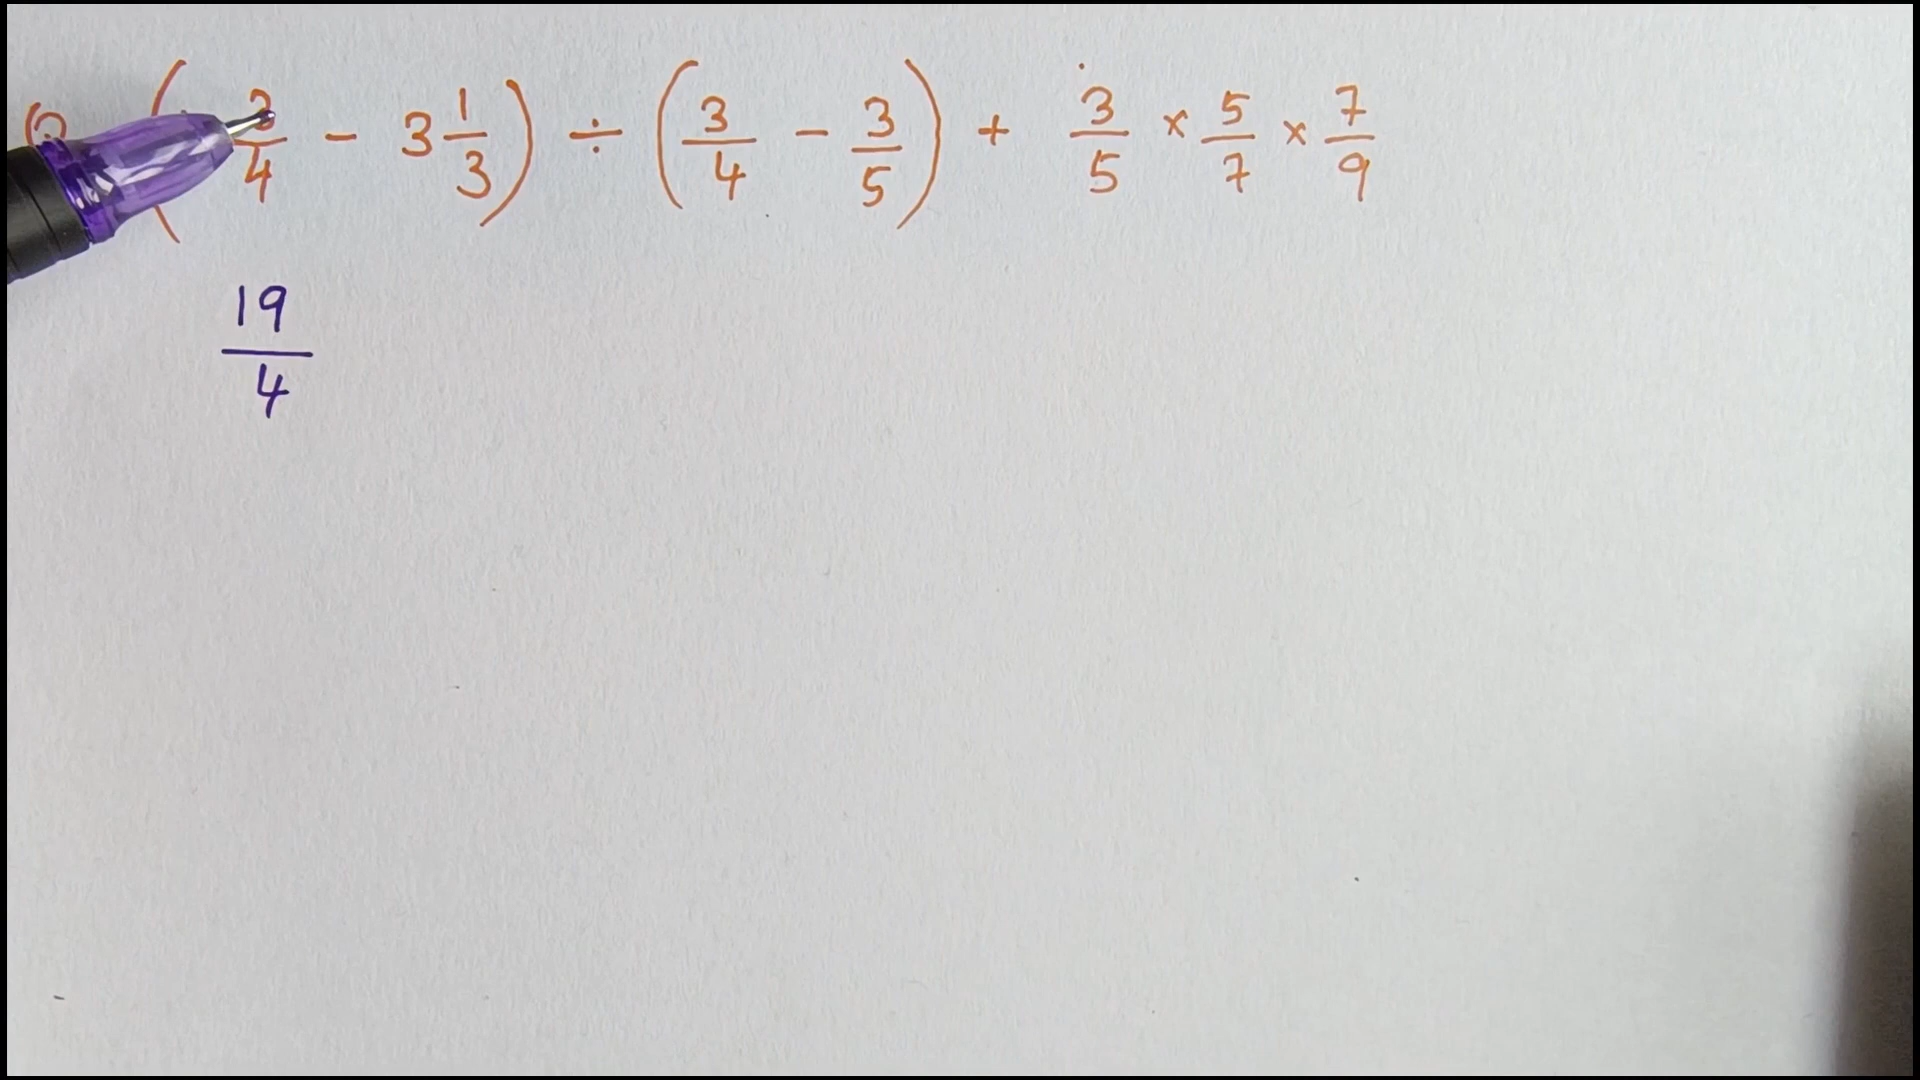 ( 3/4 - 3 1/3 ) ÷ ( 3/4 - 3/5 ) + 3/5 × 5/7 × 7/9
19/4